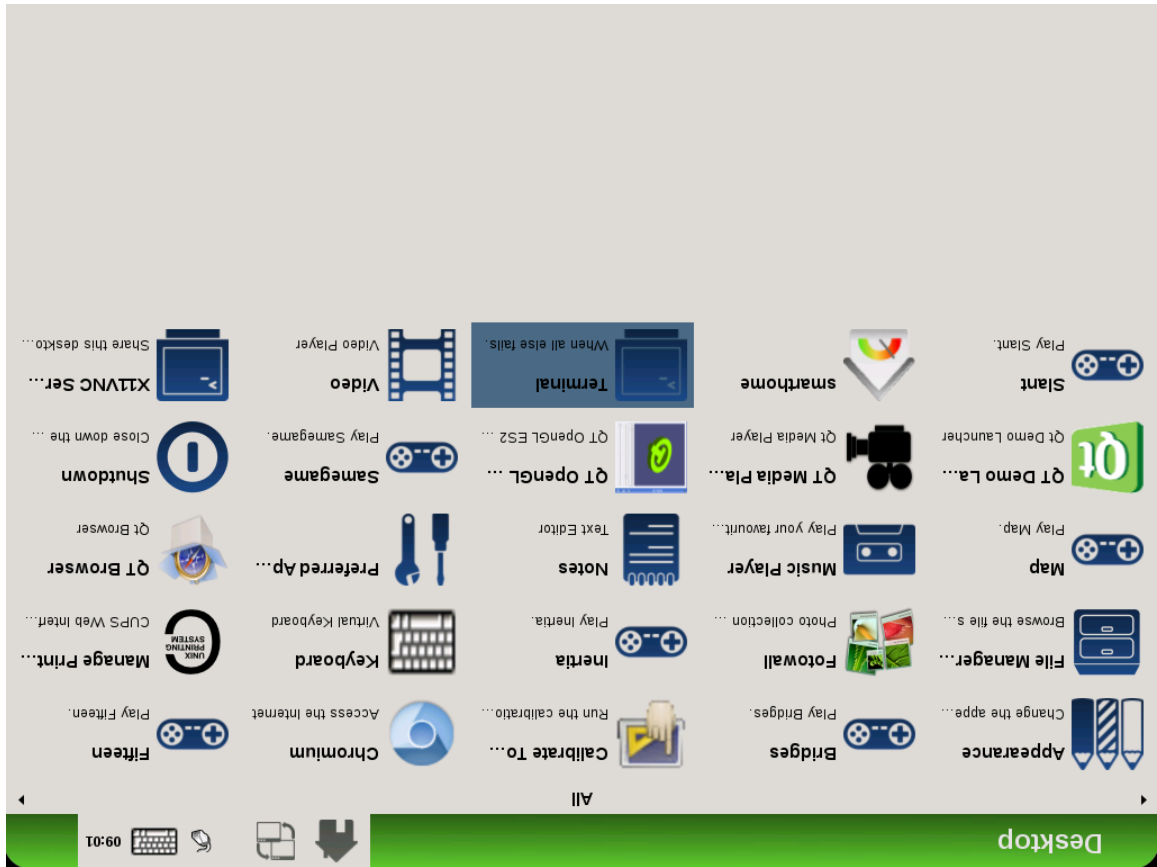 Desktop
09:01
All
Appearance
Change the appe...
Bridges
Play Bridges.
Calibrate To...
Run the calibratio...
Chromium
Access the Internet
Fifteen
Play Fifteen.
File Manager...
Browse the file s...
Fotowall
Photo collection ...
Inertia
Play Inertia.
Keyboard
Virtual Keyboard
UNIX
PRINTING
SYSTEM
Manage Print...
CUPS Web Interf...
Map
Play Map.
Music Player
Play your favourit...
Notes
Text Editor
Preferred Ap...
QT Browser
Qt Browser
Qt
QT Demo La...
Qt Demo Launcher
QT Media Pla...
Qt Media Player
QT OpenGL ...
QT OpenGL ES2 ...
Samegame
Play Samegame.
Shutdown
Close down the ...
Slant
Play Slant.
smarthome
Terminal
When all else fails.
Video
Video Player
X11VNC Ser...
Share this deskto...